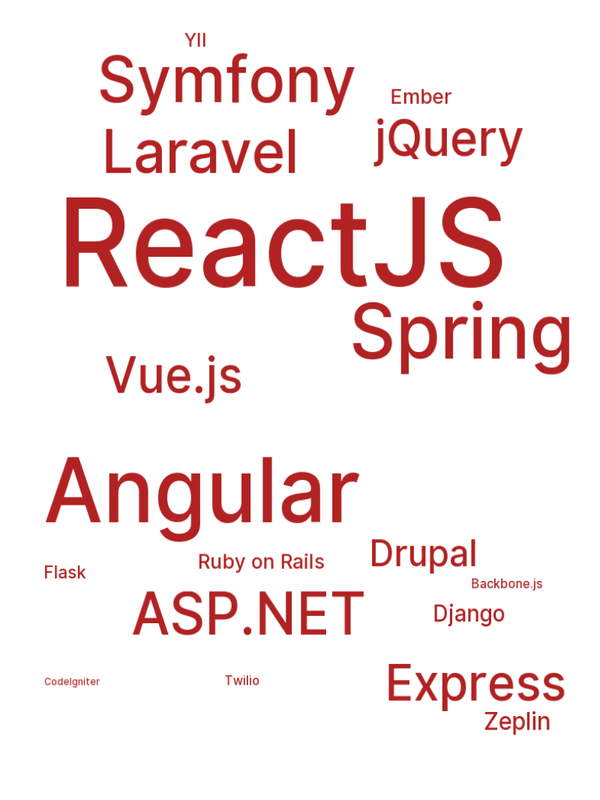 YII
Symfony
Ember
Laravel
jQuery
ReactJS
Spring
Vue.js
Angular
Ruby on Rails
Drupal
Flask
Backbone.js
ASP.NET
Django
CodeIgniter
Twilio
Express
Zeplin